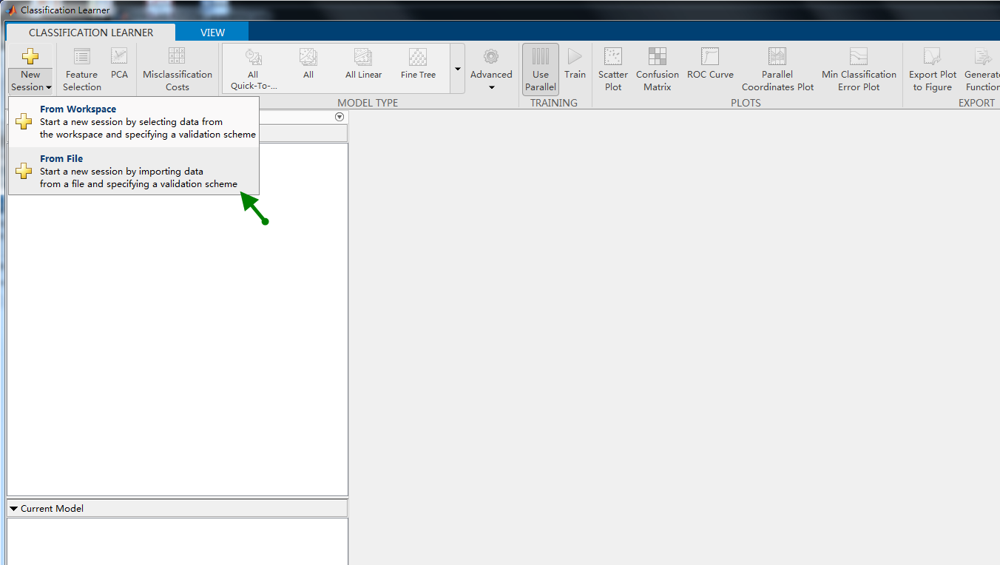 Classification Learner
CLASSIFICATION LEARNER
VIEW
New
Session
Feature
Selection
PCA
Misclassification
Costs
All
Quick-To-...
All
All Linear
Fine Tree
Advanced
Use
Parallel
Train
Scatter
Plot
Confusion
Matrix
ROC Curve
Parallel
Coordinates Plot
Min Classification
Error Plot
Export Plot
to Figure
Generate
Function
MODEL TYPE
TRAINING
PLOTS
EXPORT
From Workspace
Start a new session by selecting data from
the workspace and specifying a validation scheme
From File
Start a new session by importing data
from a file and specifying a validation scheme
Current Model